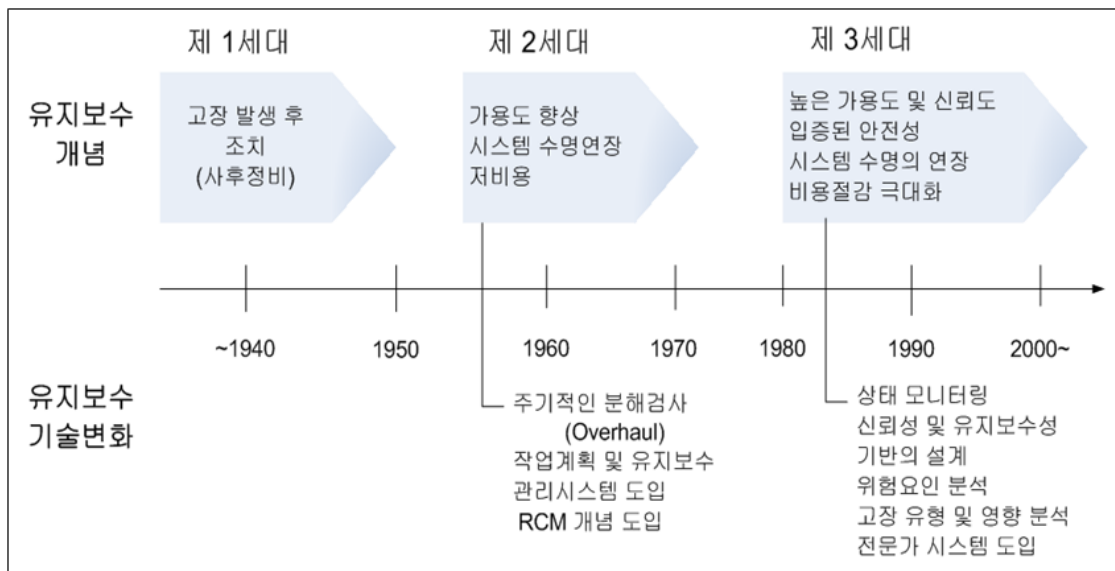 제 1세대
제 2세대
제 3세대
유지보수
개념
고장 발생 후
조치
(사후정비)
가용도 향상
시스템 수명연장
저비용
높은 가용도 및 신뢰도
입증된 안전성
시스템 수명의 연장
비용절감 극대화
~1940
1950
1960
1970
1980
1990
2000~
유지보수
기술변화
주기적인 분해검사
(Overhaul)
작업계획 및 유지보수
관리시스템 도입
RCM 개념 도입
상태 모니터링
신뢰성 및 유지보수성
기반의 설계
위험요인 분석
고장 유형 및 영향 분석
전문가 시스템 도입